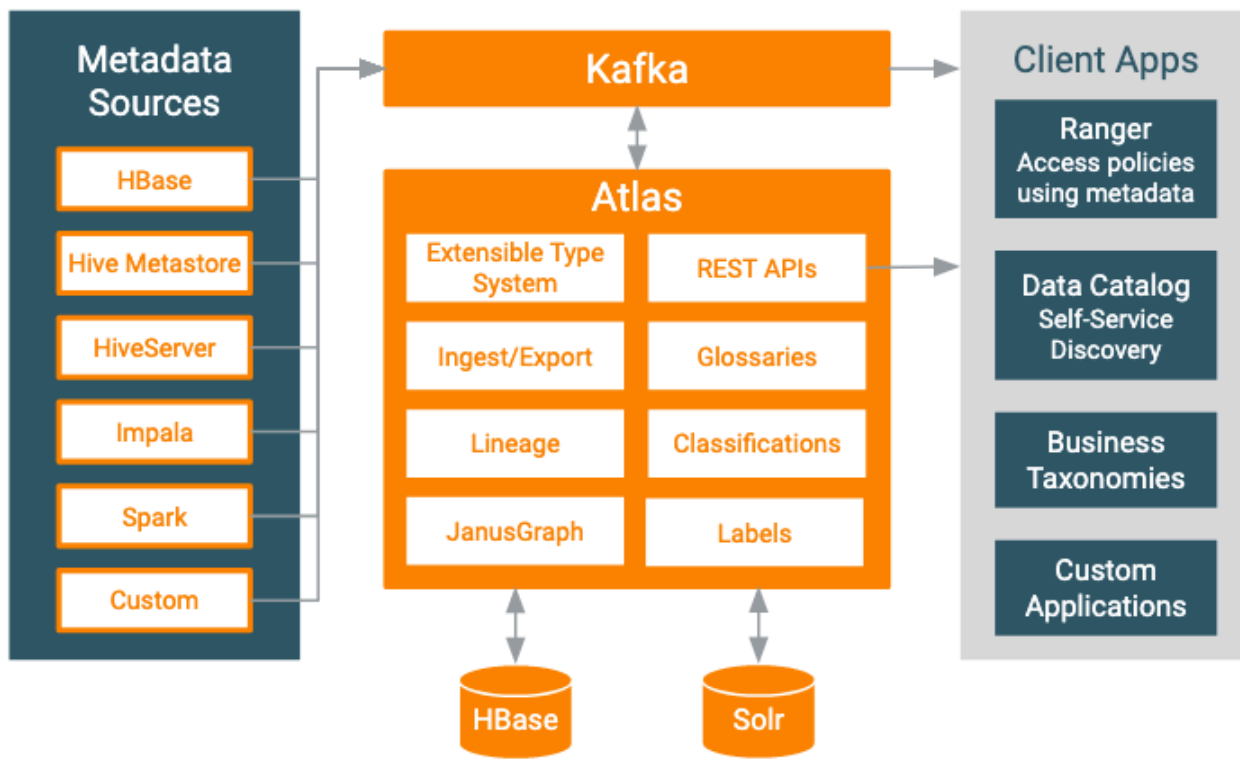 Metadata
Sources
HBase
Hive Metastore
HiveServer
Impala
Spark
Custom
Kafka
Atlas
Extensible Type
System
REST APIs
Ingest/Export
Glossaries
Lineage
Classifications
JanusGraph
Labels
HBase
Solr
Client Apps
Ranger
Access policies
using metadata
Data Catalog
Self-Service
Discovery
Business
Taxonomies
Custom
Applications